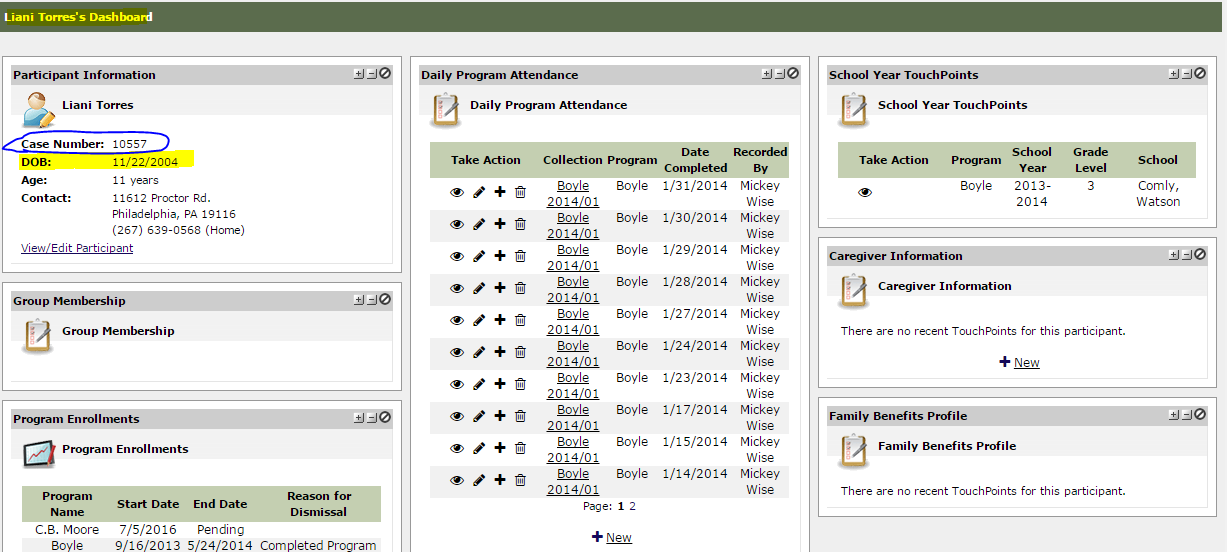 Liani Torres's Dashboard
Participant Information
Liani Torres
Case Number: 10557
DOB: 11/22/2004
Age: 11 years
Contact: 11612 Proctor Rd.
Philadelphia, PA 19116
(267) 639-0568 (Home)
View/Edit Participant
Group Membership
Group Membership
Program Enrollments
Program Enrollments
Program Name Start Date End Date Reason for Dismissal
C.B. Moore 7/5/2016 Pending
Boyle 9/16/2013 5/24/2014 Completed Program
Daily Program Attendance
Daily Program Attendance
Take Action Collection Program Date Completed Recorded By
Boyle 2014/01 Boyle 1/31/2014 Mickey Wise
Boyle 2014/01 Boyle 1/30/2014 Mickey Wise
Boyle 2014/01 Boyle 1/29/2014 Mickey Wise
Boyle 2014/01 Boyle 1/28/2014 Mickey Wise
Boyle 2014/01 Boyle 1/27/2014 Mickey Wise
Boyle 2014/01 Boyle 1/24/2014 Mickey Wise
Boyle 2014/01 Boyle 1/23/2014 Mickey Wise
Boyle 2014/01 Boyle 1/17/2014 Mickey Wise
Boyle 2014/01 Boyle 1/15/2014 Mickey Wise
Boyle 2014/01 Boyle 1/14/2014 Mickey Wise
Page: 1 2
New
School Year TouchPoints
School Year TouchPoints
Take Action Program School Year Grade Level School
Boyle 2013-2014 3 Comly, Watson
Caregiver Information
Caregiver Information
There are no recent TouchPoints for this participant.
New
Family Benefits Profile
Family Benefits Profile
There are no recent TouchPoints for this participant.